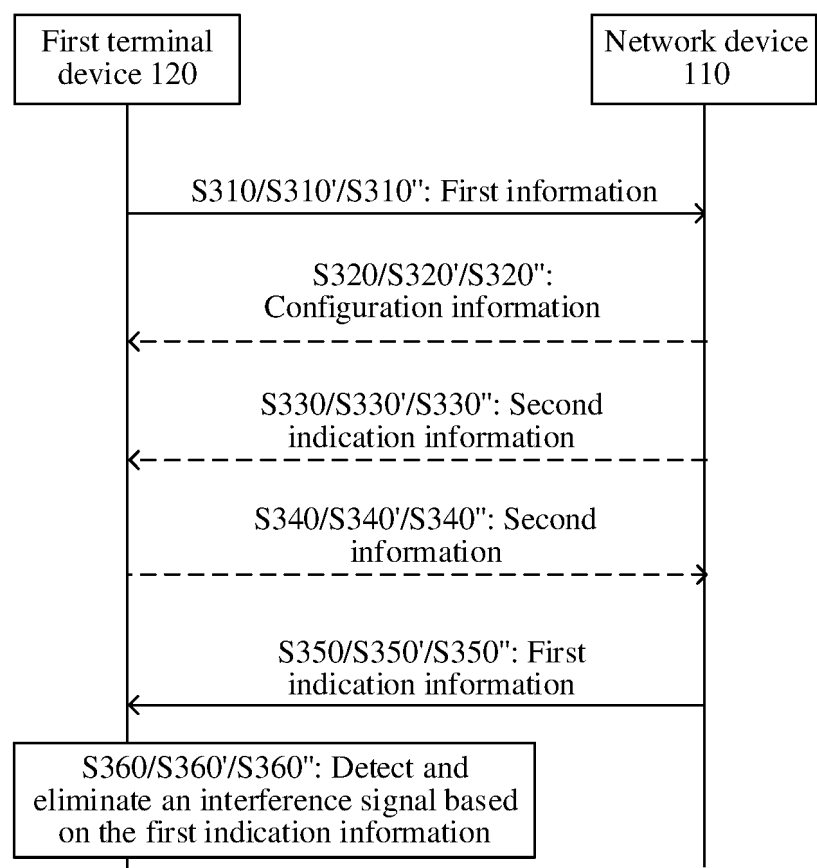 First terminal
device 120
Network device
110
S310/S310'/S310": First information
S320/S320'/S320":
Configuration information
S330/S330'/S330": Second
indication information
S340/S340'/S340": Second
information
S350/S350'/S350": First
indication information
S360/S360'/S360": Detect and
eliminate an interference signal based
on the first indication information